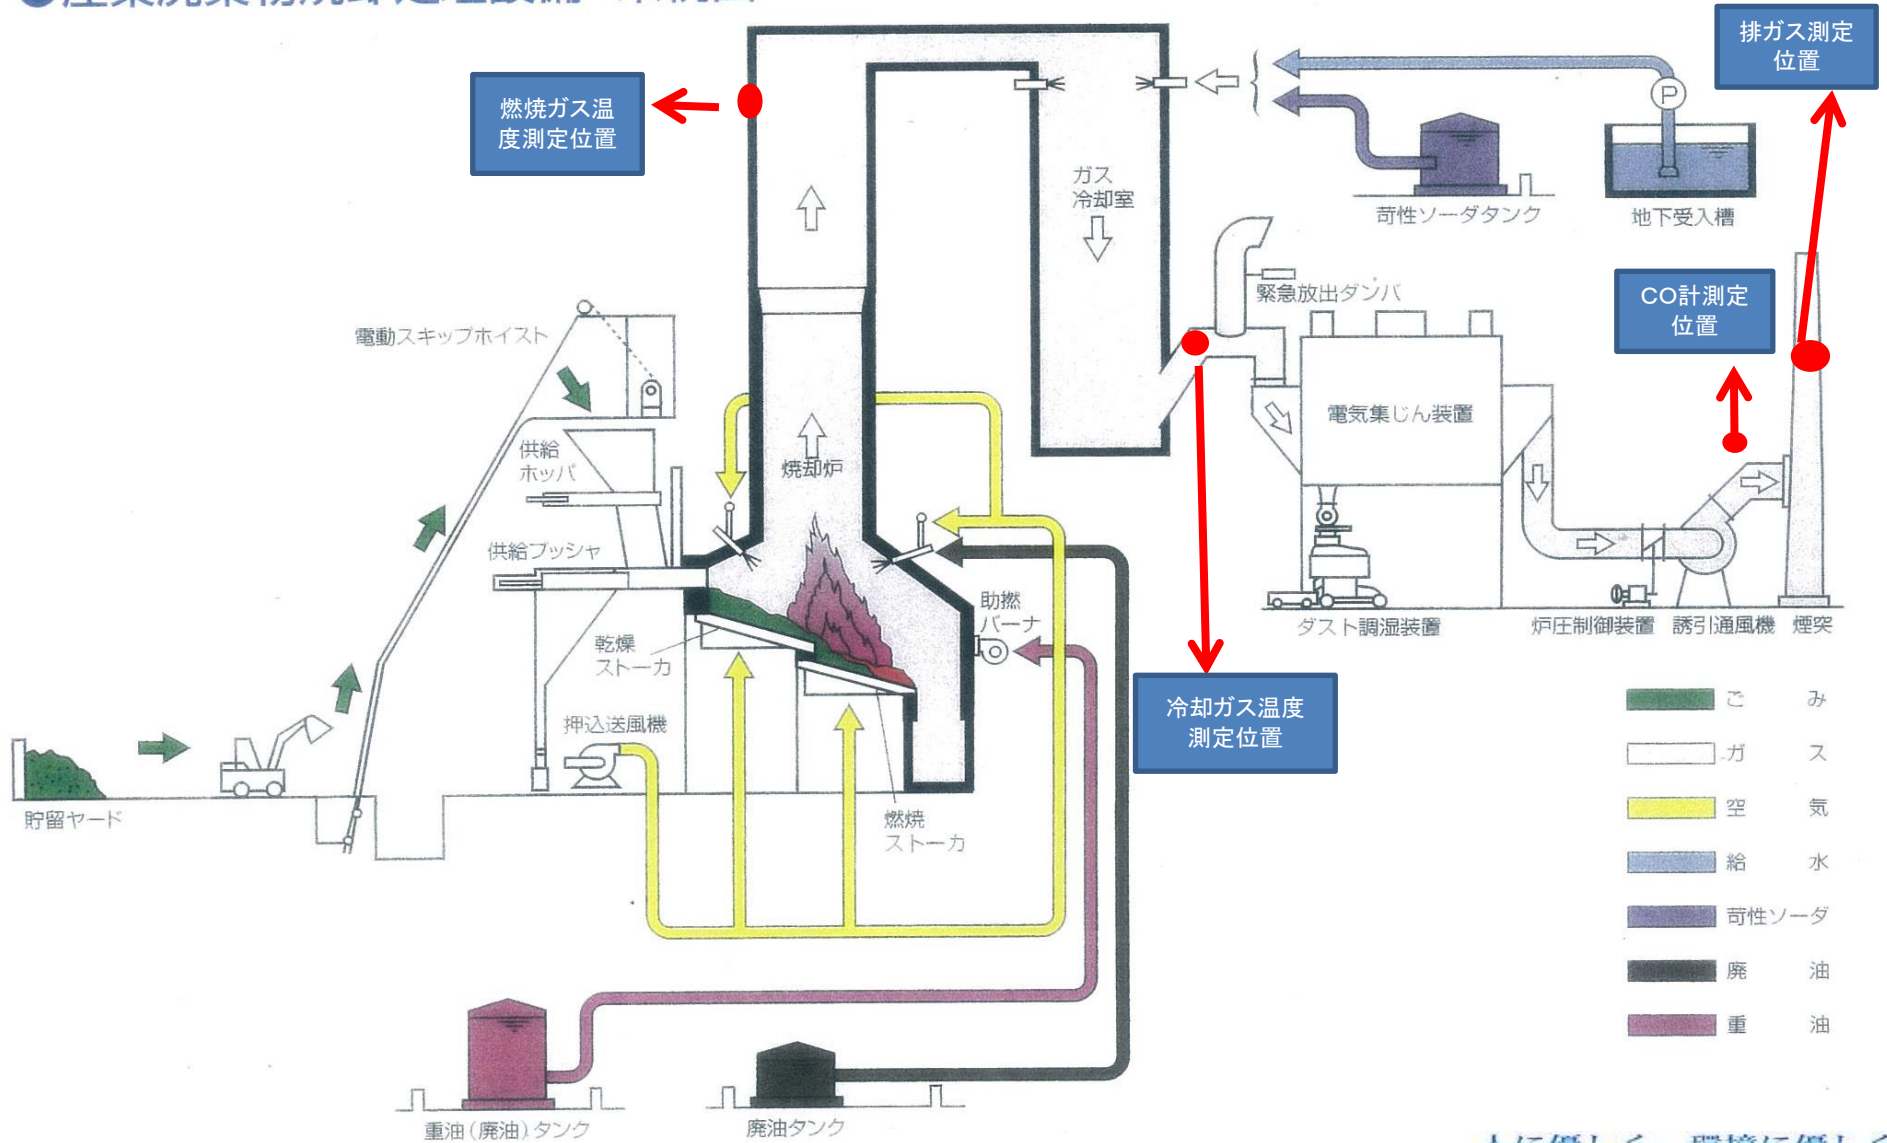 燃焼ガス温
度測定位置
排ガス測定
位置
ガス
冷却室
苛性ソーダタンク
地下受入槽
P
緊急放出ダンパ
CO計測定
位置
電動スキップホイスト
電気集じん装置
供給
ホッパ
焼却炉
供給プッシャ
助撚
バーナ
ダスト調湿装置
炉圧制御装置
誘引通風機
煙突
乾燥
ストーカ
冷却ガス温度
測定位置
押込送風機
貯留ヤード
燃焼
ストーカ
ごみ
ガス
空気
給水
苛性ソーダ
廃油
重油
重油(廃油)タンク
廃油タンク